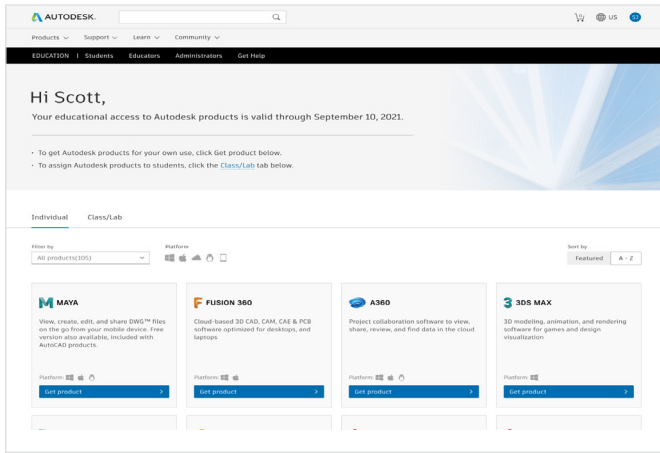 AUTODESK.
US
SJ
Products
Support
Learn
Community
EDUCATION | Students Educators Administrators Get Help
Hi Scott,
Your educational access to Autodesk products is valid through September 10, 2021.
· To get Autodesk products for your own use, click Get product below.
· To assign Autodesk products to students, click the Class/Lab tab below.
Individual Class/Lab
Filter by
All products(105)
Platform
Sort by
Featured A - Z
MAYA
View, create, edit, and share DWG™ files
on the go from your mobile device. Free
version also available, included with
AutoCAD products.
Platform:
Get product
FUSION 360
Cloud-based 3D CAD, CAM, CAE & PCB
software optimized for desktops, and
laptops
Platform:
Get product
A360
Project collaboration software to view,
share, review, and find data in the cloud
Platform:
Get product
3DS MAX
3D modeling, animation, and rendering
software for games and design
visualization
Platform:
Get product